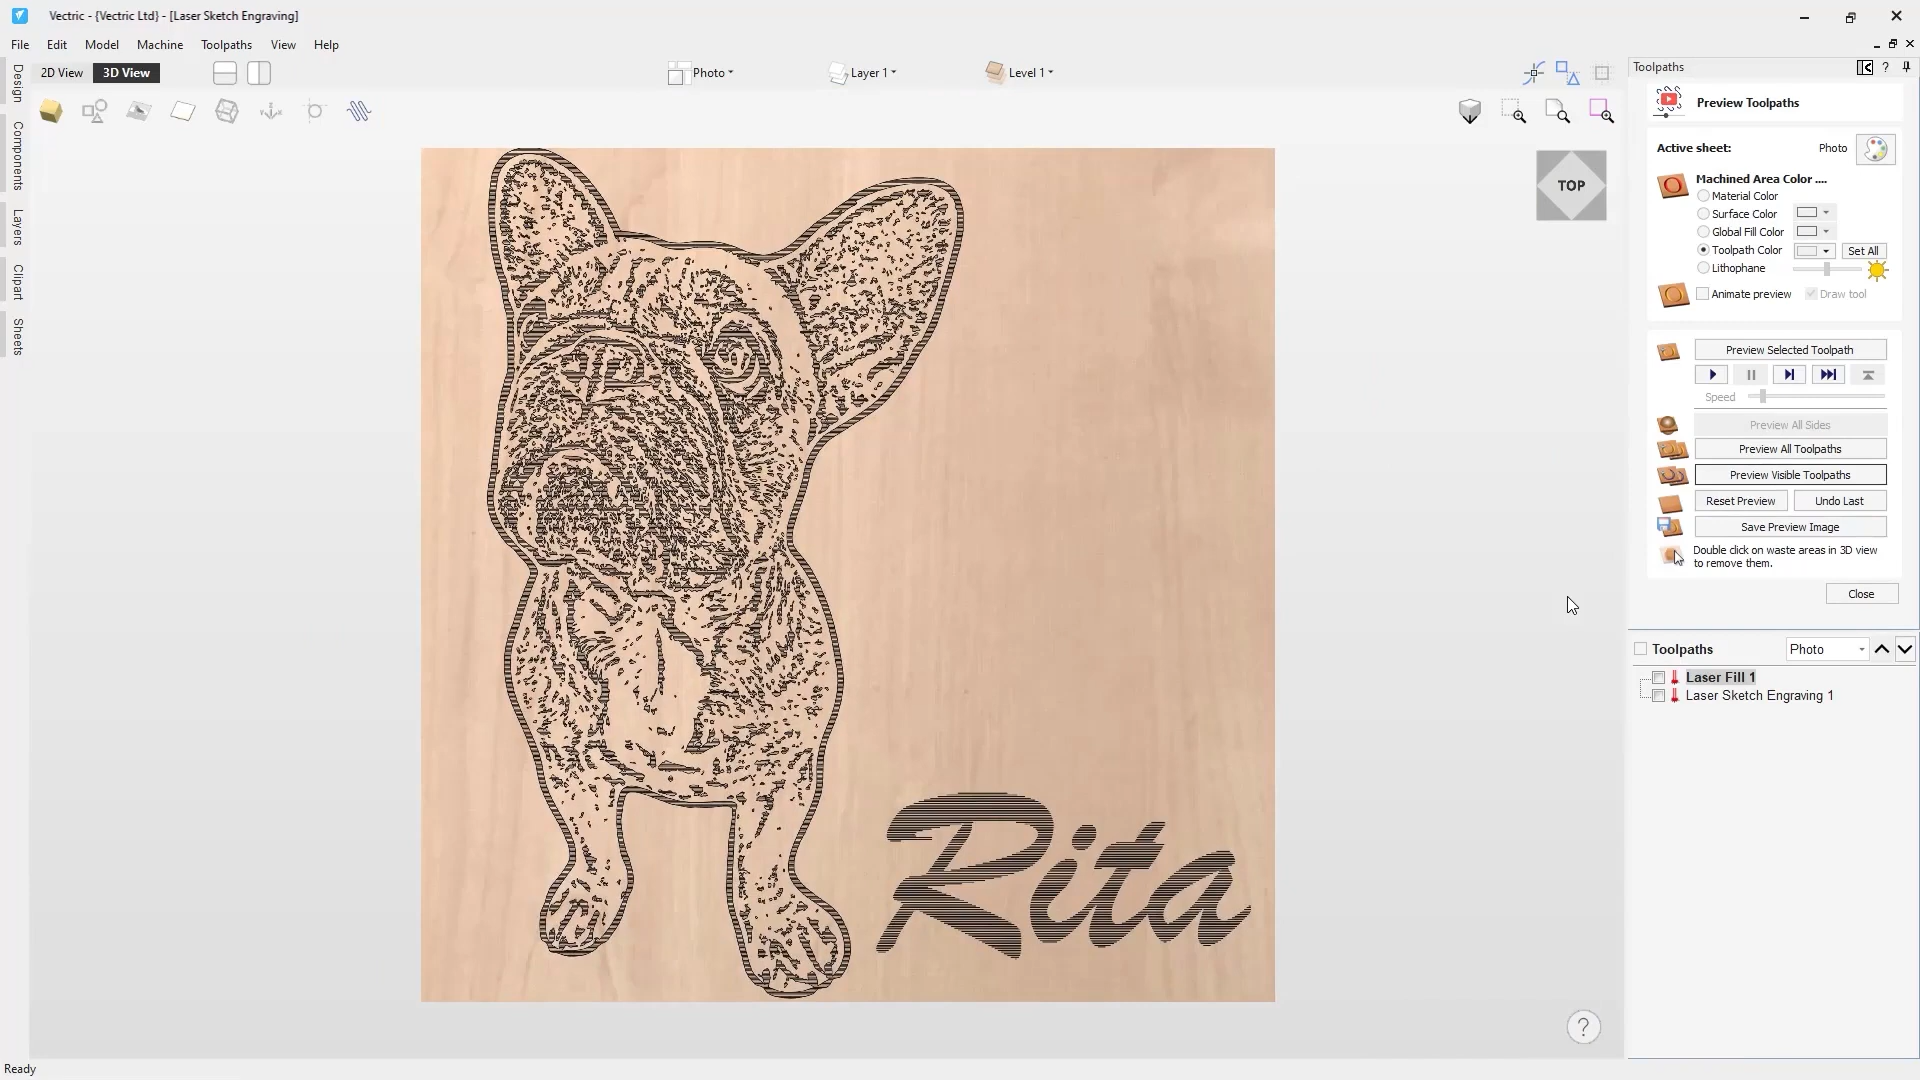 Vectric - {Vectric Ltd} - [Laser Sketch Engraving]
File Edit Model Machine Toolpaths View Help
2D View 3D View Photo Layer 1 Level 1
Design
Components
Layers
Clipart
Sheets
TOP
Rita
Toolpaths ?
Preview Toolpaths
Active sheet: Photo
Machined Area Color ....
Material Color
Surface Color
Global Fill Color
Toolpath Color Set All
Lithophane
Animate preview Draw tool
Preview Selected Toolpath
Speed
Preview All Sides
Preview All Toolpaths
Preview Visible Toolpaths
Reset Preview Undo Last
Save Preview Image
Double click on waste areas in 3D view
to remove them.
Close
Toolpaths Photo
Laser Fill 1
Laser Sketch Engraving 1
?
Ready